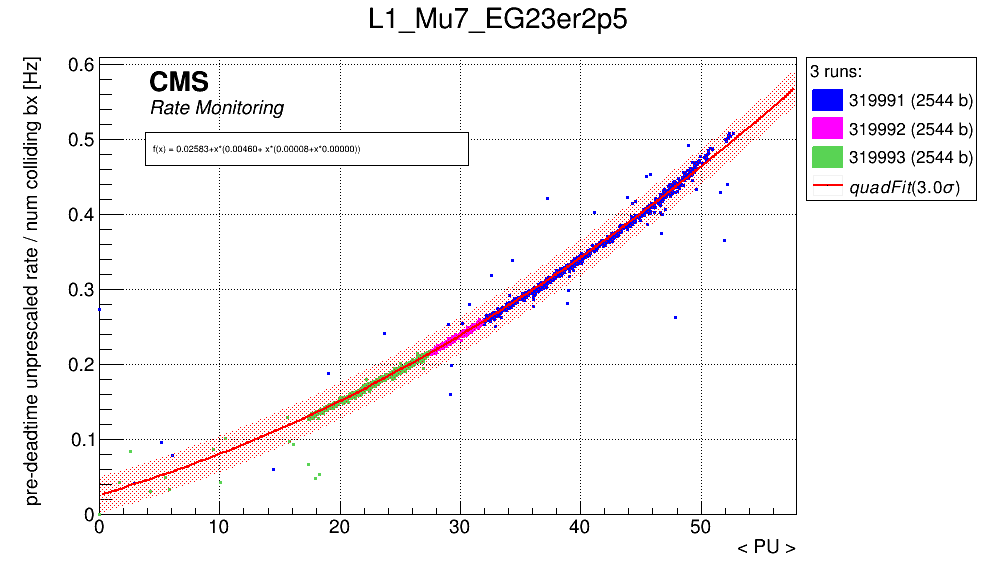 L1_Mu7_EG23er2p5
pre-deadtime unprescaled rate / num colliding bx [Hz]
0.6
0.5
0.4
0.3
0.2
0.1
0
CMS
Rate Monitoring
f(x) = 0.02583+x*(0.00460+ x*(0.00008+x*0.00000))
3 runs:
319991 (2544 b)
319992 (2544 b)
319993 (2544 b)
quadFit(3.0σ)
0 10 20 30 40 50
< PU >